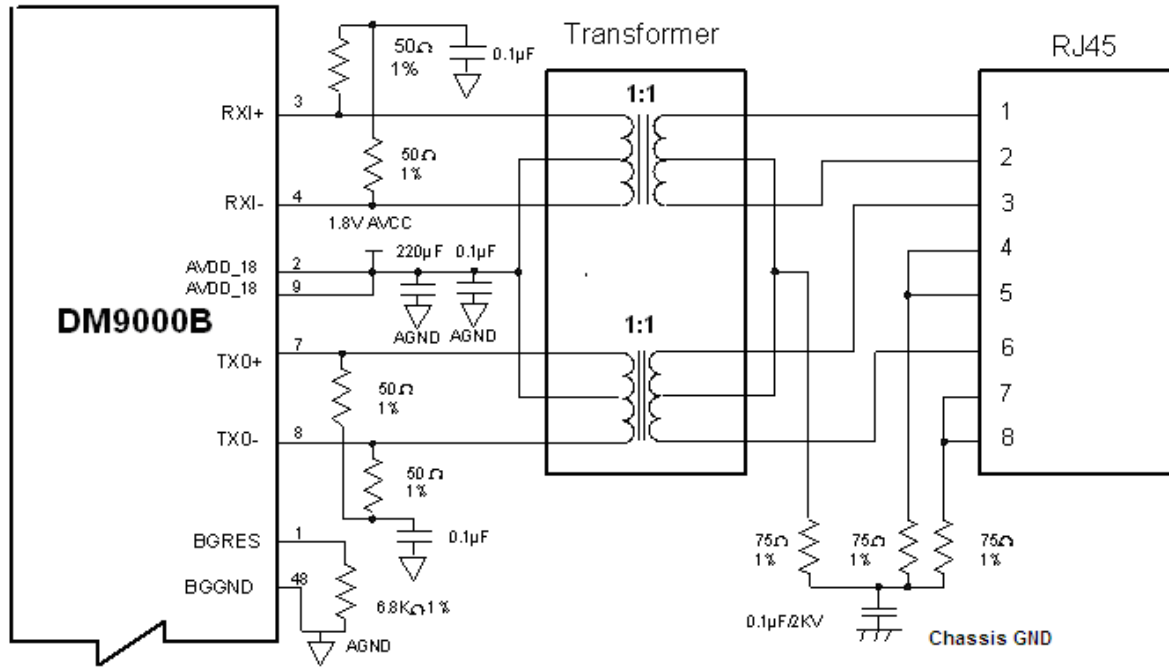 Transformer
RJ45
50Ω
1%
0.1µF
1:1
3
RXI+
1
2
50Ω
1%
4
RXI-
3
1.8V AVCC
4
220µF
0.1µF
AVDD_18
2
AVDD_18
9
5
DM9000B
AGND
AGND
1:1
7
TX0+
6
50Ω
1%
7
TX0-
8
8
50Ω
1%
BGRES
1
0.1µF
75Ω
1%
75Ω
1%
75Ω
1%
BGGND
48
6.8KΩ1%
0.1µF/2KV
Chassis GND
AGND